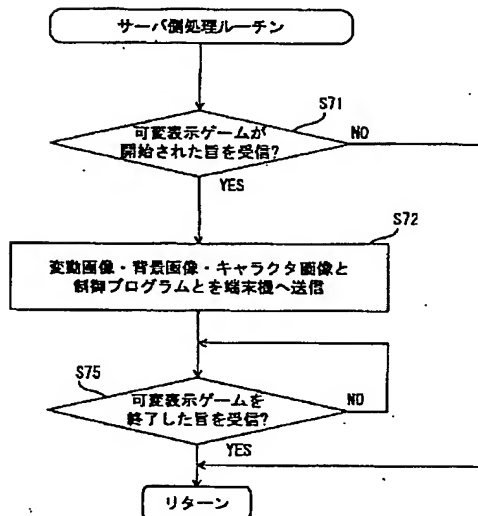 サーバ側処理ルーチン
S71
可変表示ゲームが
開始された旨を受信?
NO
YES
S72
変動画像・背景画像・キャラクタ画像と
制御プログラムとを端末機へ送信
S75
可変表示ゲームを
終了した旨を受信?
NO
YES
リターン